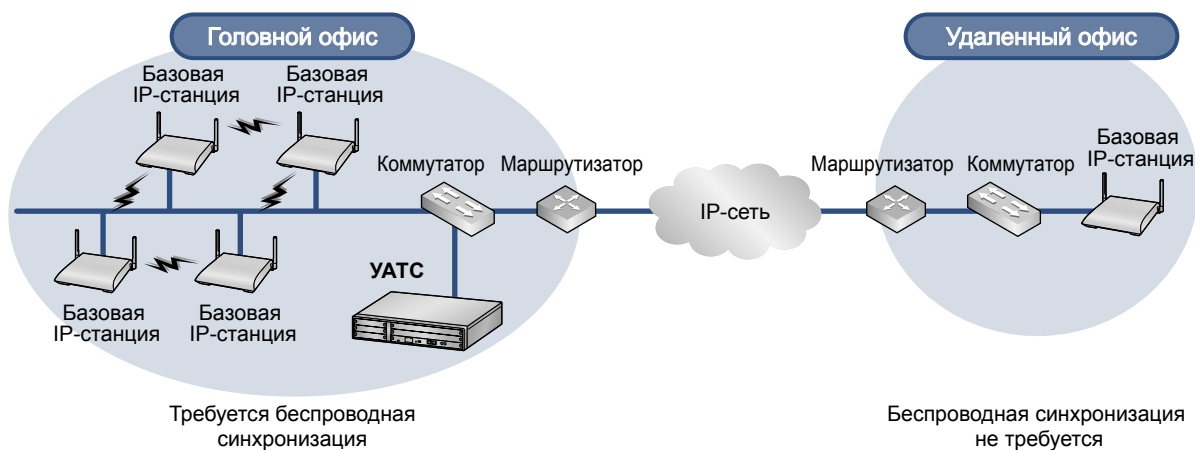 Головной офис
Удаленный офис
Базовая
IP-станция
Базовая
IP-станция
Коммутатор
Маршрутизатор
IP-сеть
Маршрутизатор
Коммутатор
Базовая
IP-станция
УАТС
Базовая
IP-станция
Базовая
IP-станция
Требуется беспроводная
синхронизация
Беспроводная синхронизация
не требуется